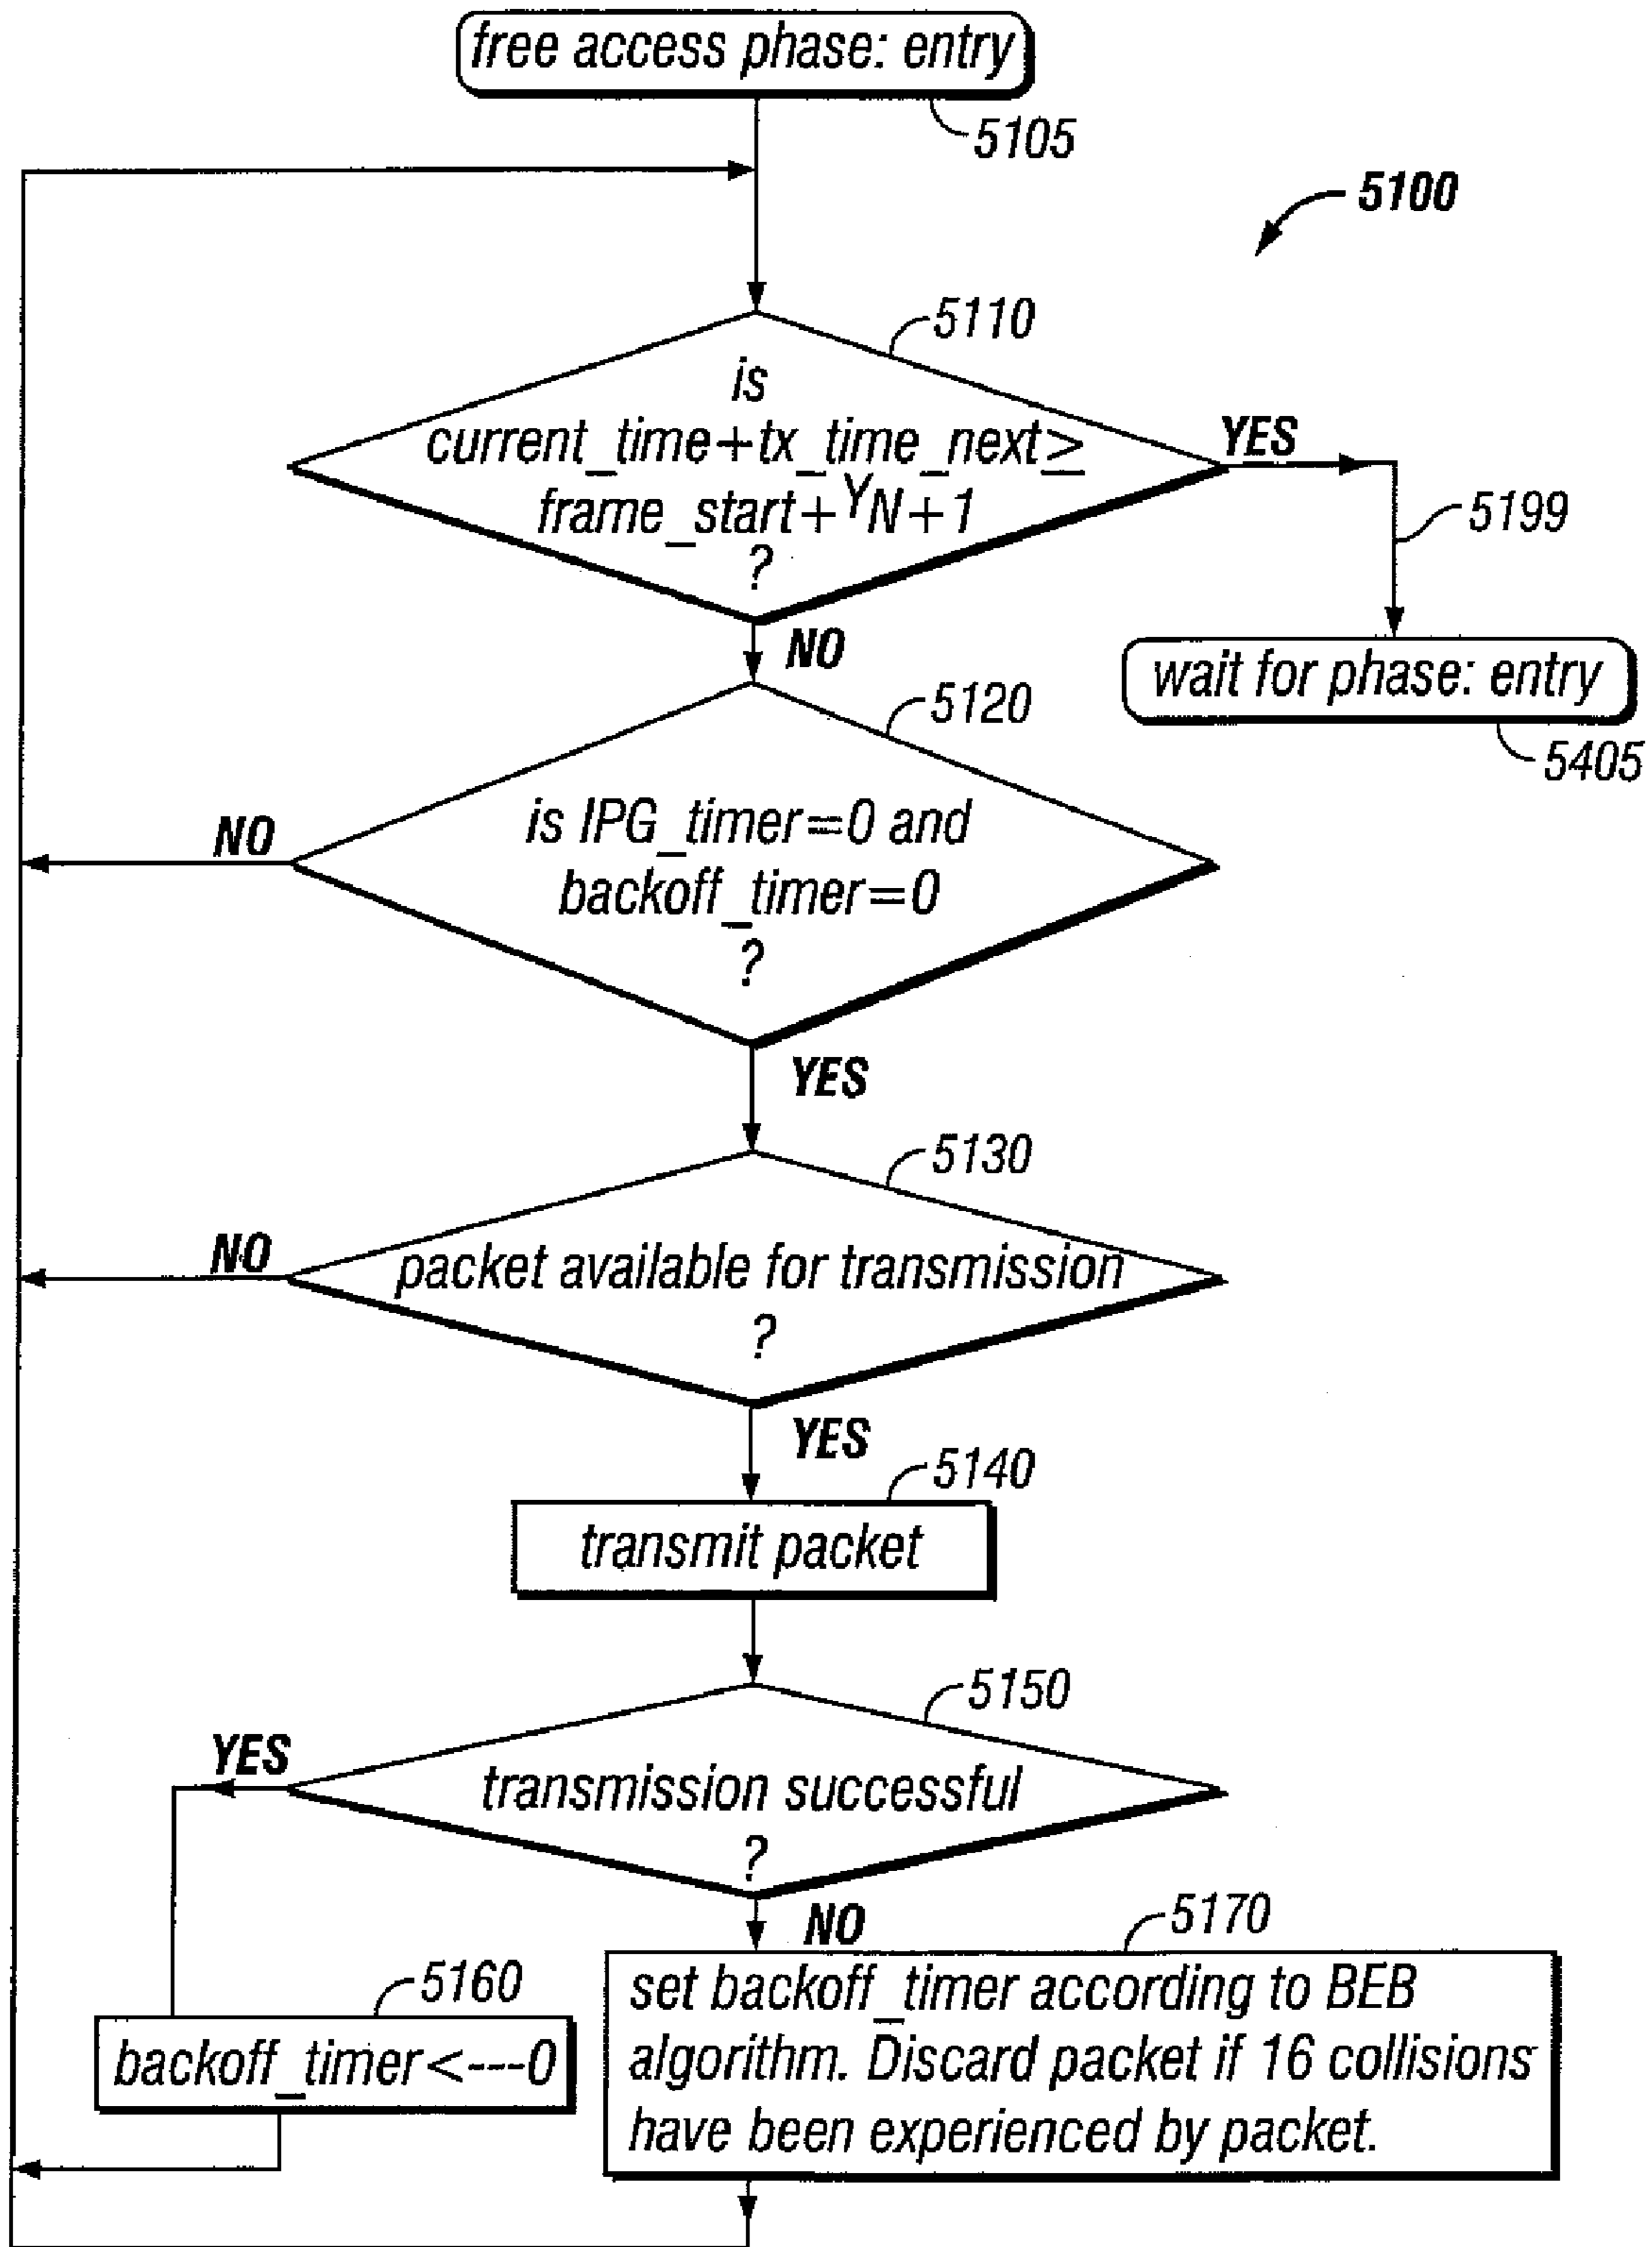 free access phase: entry
5105
5100
5110
is
current_time+tx_time_next≥
frame_start+YN+1
?
YES
5199
NO
wait for phase: entry
5405
5120
is IPG_timer=0 and
backoff_timer=0
?
NO
YES
5130
packet available for transmission
?
NO
YES
5140
transmit packet
5150
transmission successful
?
YES
NO
5160
backoff_timer<---0
5170
set backoff_timer according to BEB
algorithm. Discard packet if 16 collisions
have been experienced by packet.